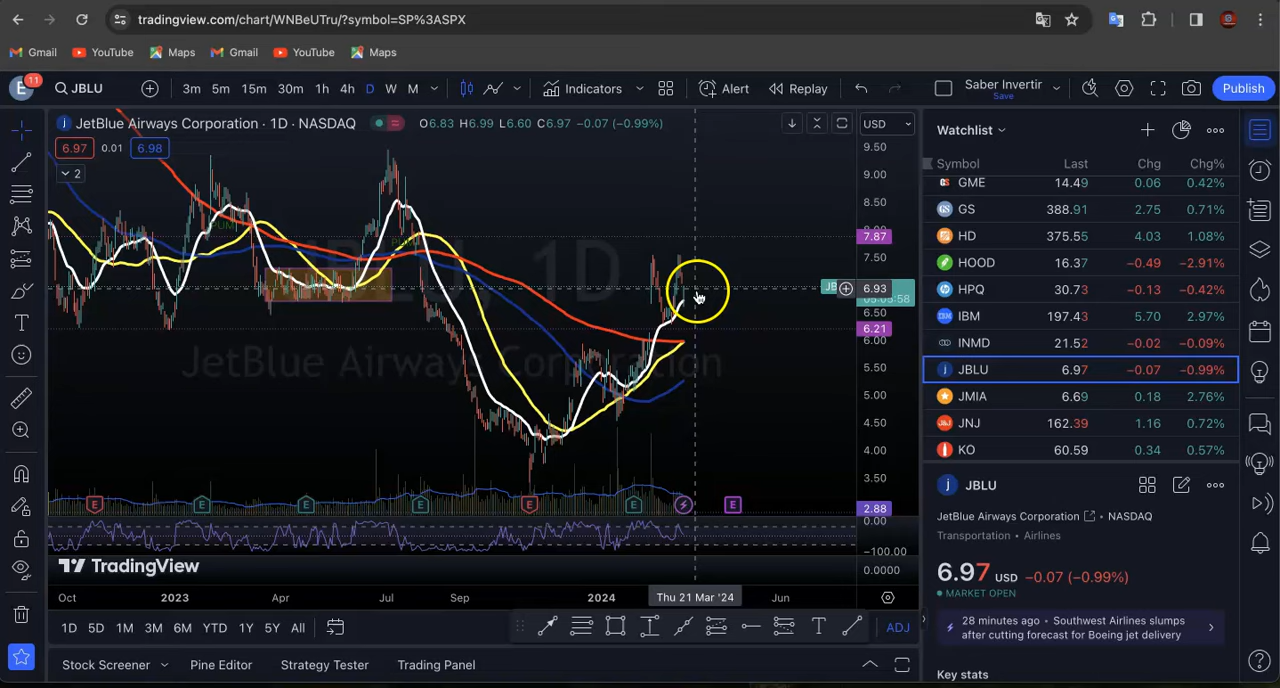 tradingview.com/chart/WNBeUTru/?symbol=SP%3ASPX
Gmail YouTube Maps Gmail YouTube Maps
E 11 JBLU 3m 5m 15m 30m 1h 4h D W M Indicators Alert Replay Saber Invertir Save Publish
JetBlue Airways Corporation · 1D · NASDAQ O6.83 H6.99 L6.60 C6.97 −0.07 (−0.99%) USD
6.97 0.01 6.98
2
9.50
9.00
8.50
7.87
7.50
6.93
6.50
6.21
6.00
5.50
5.00
4.50
4.00
3.50
2.88
0.00
−100.00
0.0000
1D
JetBlue Airways Corporation
TradingView
Oct 2023 Apr Jul Sep 2024 Thu 21 Mar '24 Jun
1D 5D 1M 3M 6M YTD 1Y 5Y All ADJ
Stock Screener Pine Editor Strategy Tester Trading Panel
Watchlist
Symbol Last Chg Chg%
GME 14.49 0.06 0.42%
GS 388.91 2.75 0.71%
HD 375.55 4.03 1.08%
HOOD 16.37 −0.49 −2.91%
HPQ 30.73 −0.13 −0.42%
IBM 197.43 5.70 2.97%
INMD 21.52 −0.02 −0.09%
JBLU 6.97 −0.07 −0.99%
JMIA 6.69 0.18 2.76%
JNJ 162.39 1.16 0.72%
KO 60.59 0.34 0.57%
JBLU
JetBlue Airways Corporation · NASDAQ
Transportation · Airlines
6.97 USD −0.07 (−0.99%)
MARKET OPEN
28 minutes ago · Southwest Airlines slumps
after cutting forecast for Boeing jet delivery
Key stats